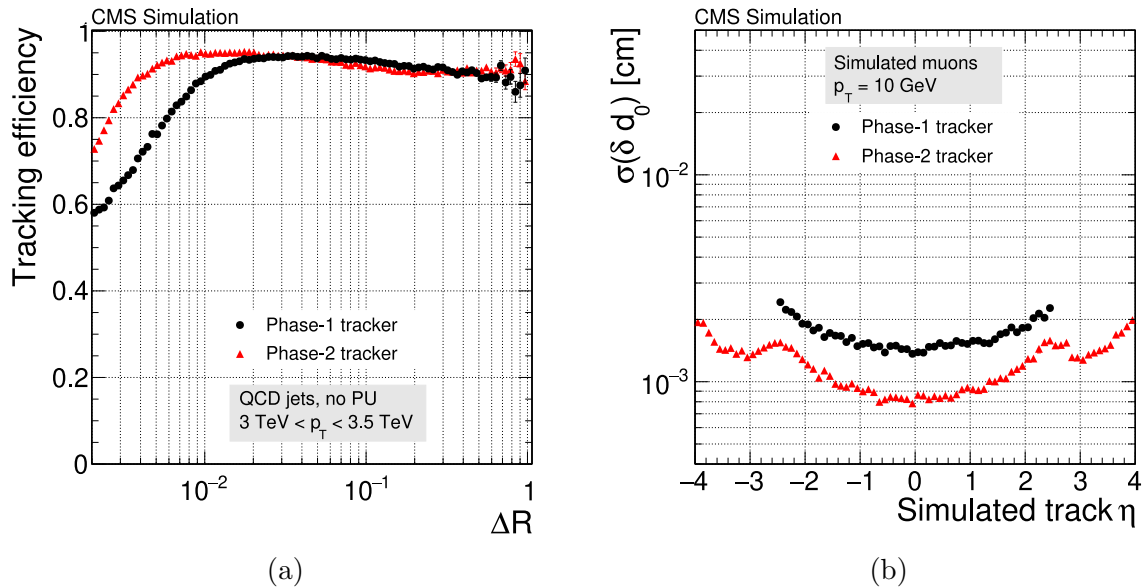 CMS Simulation
Tracking efficiency
1
0.8
0.6
0.4
0.2
0
Phase-1 tracker
Phase-2 tracker
QCD jets, no PU
3 TeV < p_T < 3.5 TeV
10⁻² 10⁻¹ 1
ΔR
(a)
CMS Simulation
σ(δ d₀) [cm]
Simulated muons
p_T = 10 GeV
Phase-1 tracker
Phase-2 tracker
10⁻²
10⁻³
−4 −3 −2 −1 0 1 2 3 4
Simulated track η
(b)